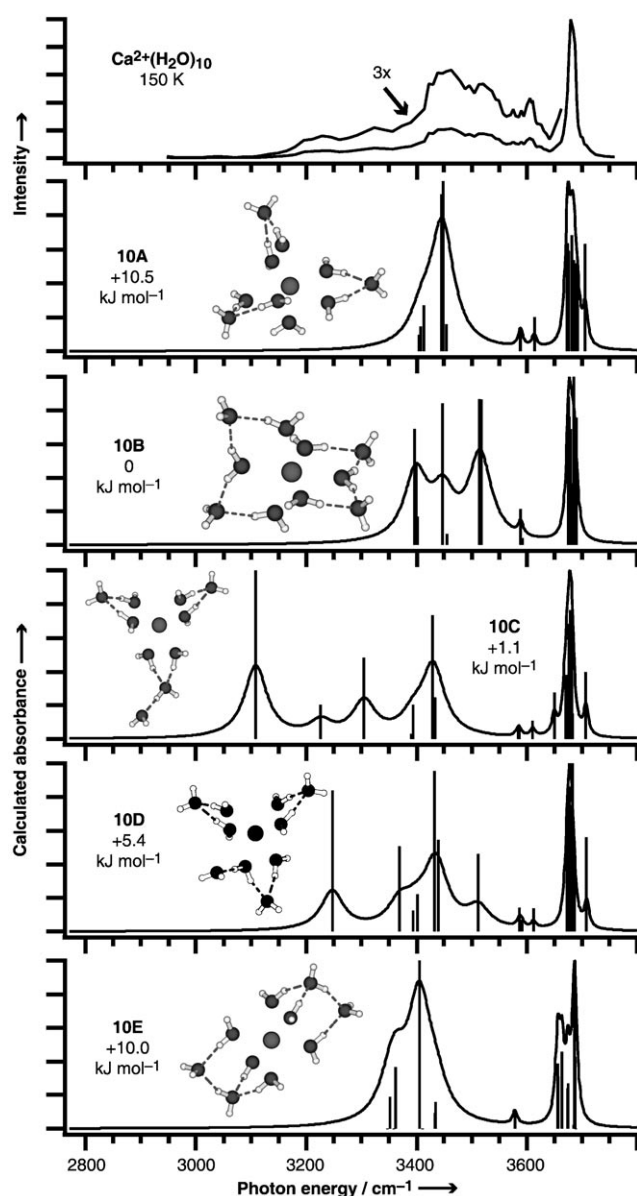 Ca²⁺(H₂O)₁₀
150 K
3x
Intensity →
10A
+10.5
kJ mol⁻¹
10B
0
kJ mol⁻¹
10C
+1.1
kJ mol⁻¹
Calculated absorbance →
10D
+5.4
kJ mol⁻¹
10E
+10.0
kJ mol⁻¹
2800 3000 3200 3400 3600
Photon energy / cm⁻¹ →